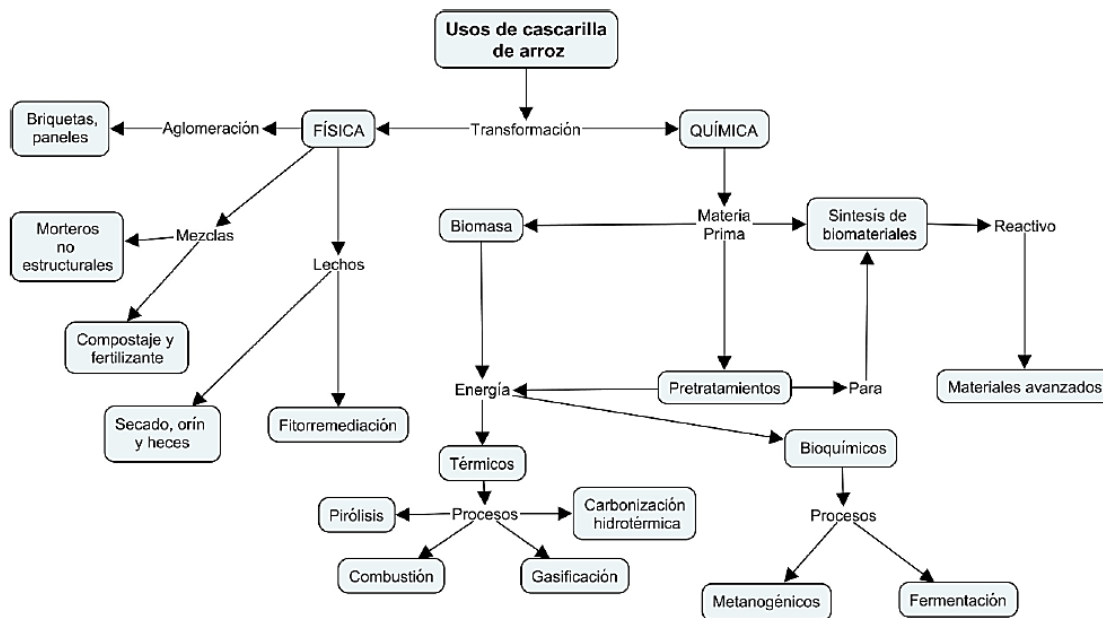 Usos de cascarilla
de arroz
Briquetas,
paneles
Aglomeración
FÍSICA
Transformación
QUÍMICA
Morteros
no
estructurales
Mezclas
Lechos
Biomasa
Materia
Prima
Sintesis de
biomateriales
Reactivo
Compostaje y
fertilizante
Secado, orín
y heces
Fitorremediación
Energía
Pretratamientos
Para
Materiales avanzados
Térmicos
Bioquímicos
Pirólisis
Procesos
Carbonización
hidrotérmica
Procesos
Combustión
Gasificación
Metanogénicos
Fermentación